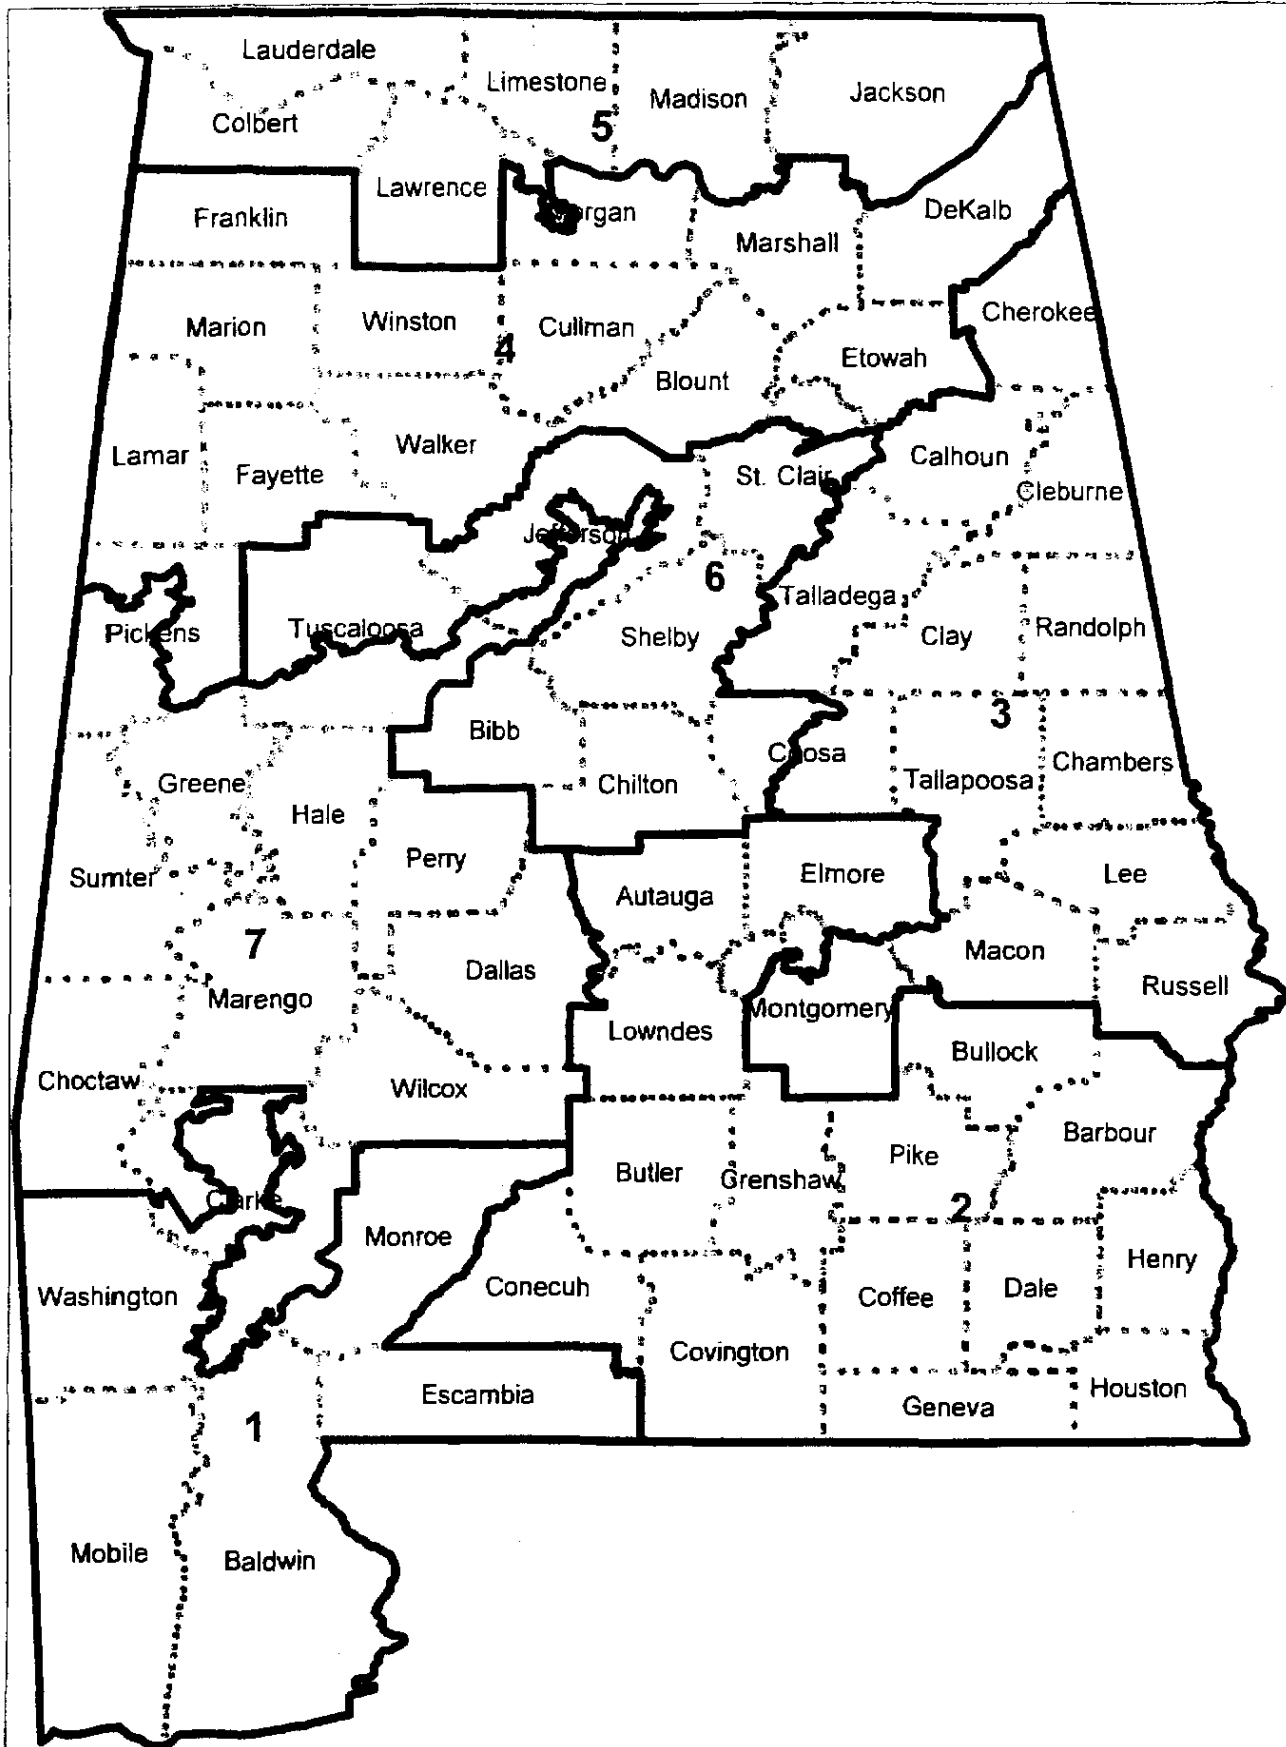 Lauderdale
Limestone
Madison
Jackson
Colbert
5
Lawrence
Franklin
Morgan
DeKalb
Marshall
Marion
Winston
Cullman
Cherokee
4
Etowah
Blount
Walker
Lamar
Fayette
St. Clair
Calhoun
Cleburne
Jefferson
6
Talladega
Pickens
Tuscaloosa
Shelby
Clay
Randolph
3
Bibb
Coosa
Chambers
Greene
Chilton
Tallapoosa
Hale
Perry
Sumter
Autauga
Elmore
Lee
7
Dallas
Macon
Marengo
Russell
Montgomery
Lowndes
Bullock
Choctaw
Wilcox
Barbour
Butler
Pike
Grenshaw
Clarke
2
Monroe
Henry
Washington
Conecuh
Coffee
Dale
Covington
Escambia
Houston
Geneva
1
Mobile
Baldwin